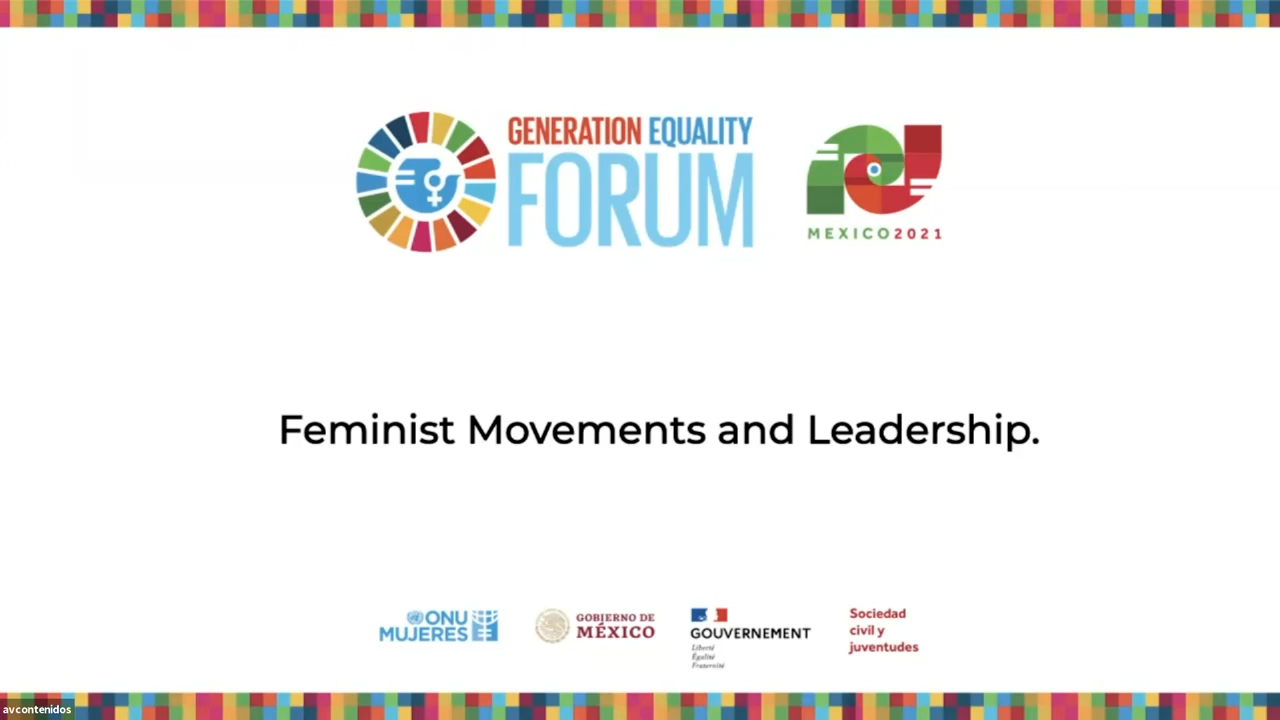 GENERATION EQUALITY
FORUM
MEXICO2021
Feminist Movements and Leadership.
ONU
MUJERES
GOBIERNO DE
MÉXICO
GOUVERNEMENT
Liberté
Égalité
Fraternité
Sociedad
civil y
juventudes
avcontenidos